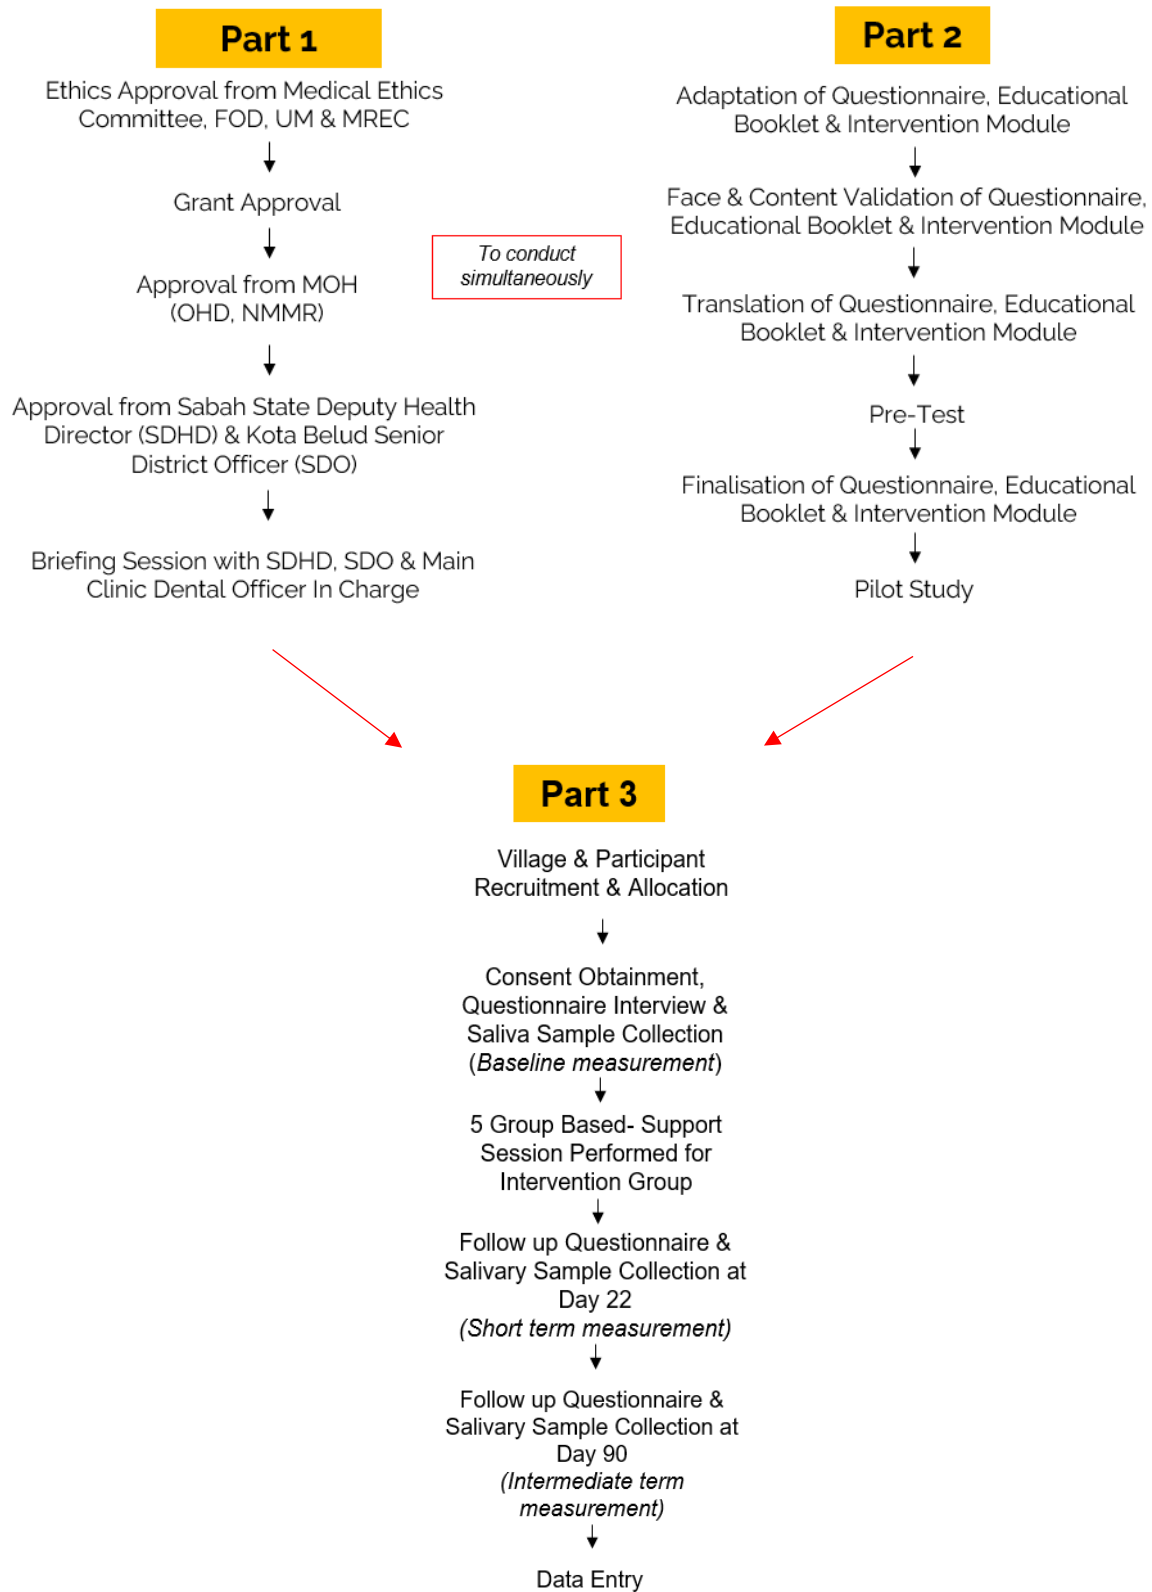 Part 1
Ethics Approval from Medical Ethics
Committee, FOD, UM & MREC
Grant Approval
Approval from MOH
(OHD, NMMR)
Approval from Sabah State Deputy Health
Director (SDHD) & Kota Belud Senior
District Officer (SDO)
Briefing Session with SDHD, SDO & Main
Clinic Dental Officer In Charge
To conduct
simultaneously
Part 2
Adaptation of Questionnaire, Educational
Booklet & Intervention Module
Face & Content Validation of Questionnaire,
Educational Booklet & Intervention Module
Translation of Questionnaire, Educational
Booklet & Intervention Module
Pre-Test
Finalisation of Questionnaire, Educational
Booklet & Intervention Module
Pilot Study
Part 3
Village & Participant
Recruitment & Allocation
Consent Obtainment,
Questionnaire Interview &
Saliva Sample Collection
(Baseline measurement)
5 Group Based- Support
Session Performed for
Intervention Group
Follow up Questionnaire &
Salivary Sample Collection at
Day 22
(Short term measurement)
Follow up Questionnaire &
Salivary Sample Collection at
Day 90
(Intermediate term
measurement)
Data Entry